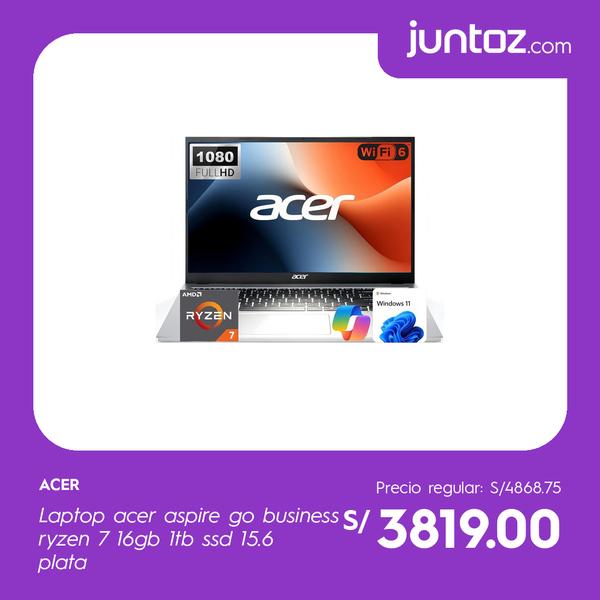 juntoz.com
1080
FULL HD
WiFi 6
acer
acer
AMD
RYZEN
7
Windows 11
ACER
Precio regular: S/4868.75
Laptop acer aspire go business
ryzen 7 16gb 1tb ssd 15.6
plata
S/ 3819.00